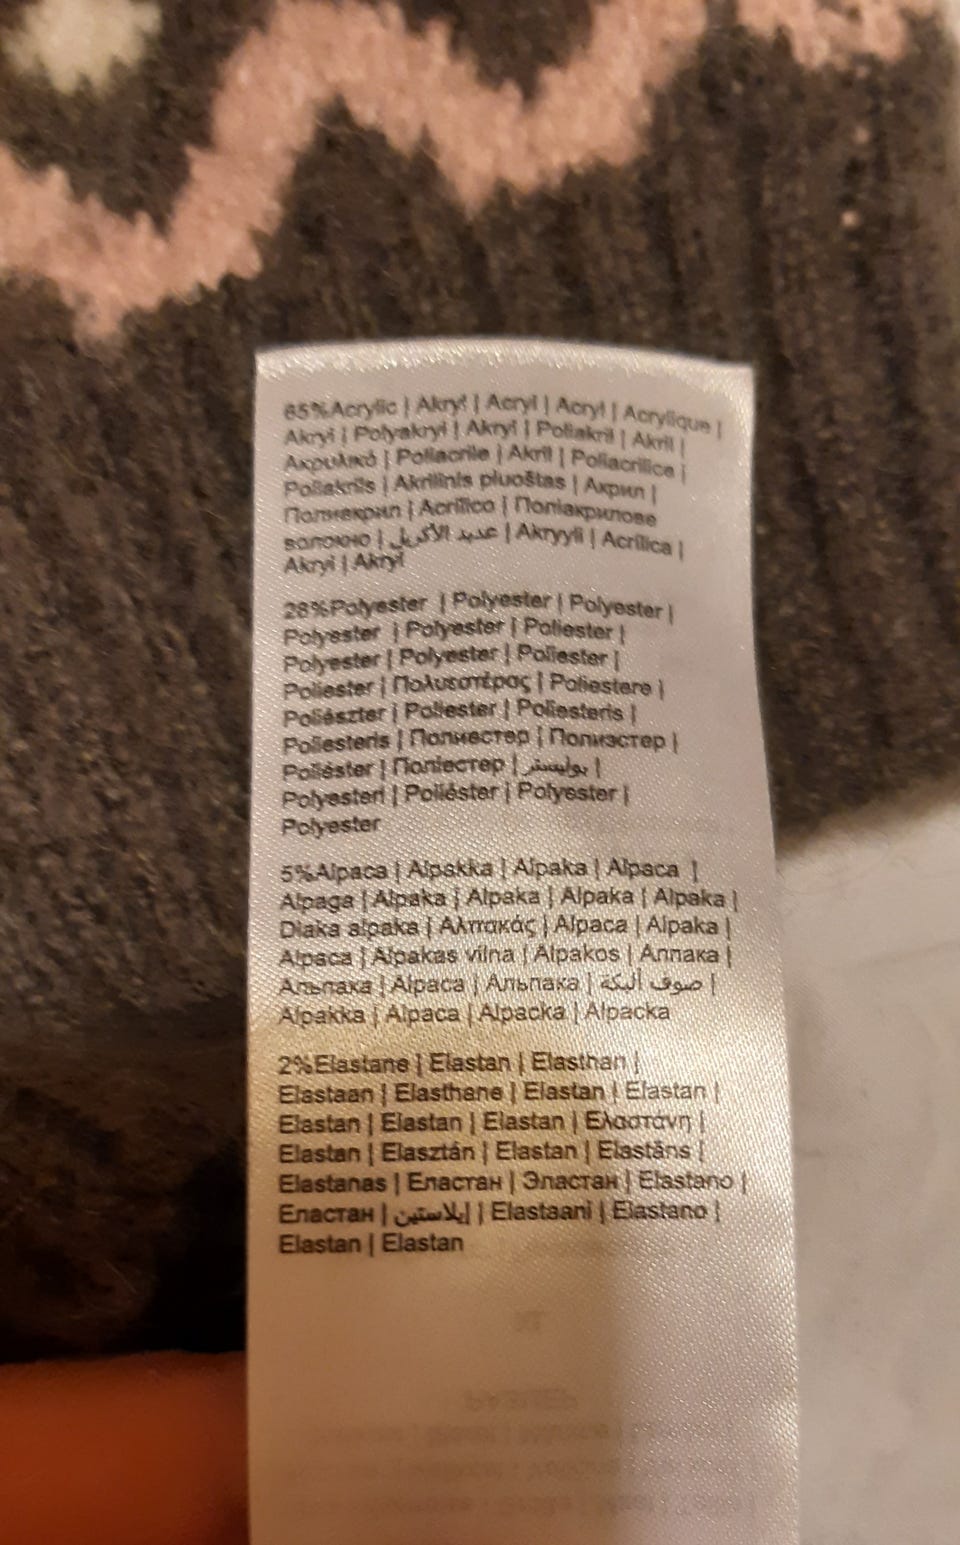 65%Acrylic | Akryl | Acryl | Acryl | Acrylique |
Akryl | Polyakryl | Akryl | Poliakril | Akril |
Ακρυλικό | Poliacrile | Akril | Poliacrilica |
Poliakrils | Akrilinis pluoštas | Акрил |
Полиакрил | Acrílico | Поліакрилове
волокно | عديد الأكريل | Akryyli | Acrílica |
Akryl | Akryl
28%Polyester | Polyester | Polyester |
Polyester | Polyester | Poliester |
Polyester | Polyester | Poliester |
Poliester | Πολυεστέρας | Poliestere |
Poliészter | Poliester | Poliesteris |
Poliesteris | Полиестер | Полиэстер |
Poliéster | Поліестер | بوليستر |
Polyesteri | Poliéster | Polyester |
Polyester
5%Alpaca | Alpakka | Alpaka | Alpaca |
Alpaga | Alpaka | Alpaka | Alpaka | Alpaka |
Dlaka alpaka | Αλπακάς | Alpaca | Alpaka |
Alpaca | Alpakas vilna | Alpakos | Алпака |
Альпака | Alpaca | Альпака | صوف ألبكة |
Alpakka | Alpaca | Alpacka | Alpacka
2%Elastane | Elastan | Elasthan |
Elastaan | Elasthane | Elastan | Elastan |
Elastan | Elastan | Elastan | Ελαστάνη |
Elastan | Elasztán | Elastan | Elastāns |
Elastanas | Еластан | Эластан | Elastano |
Еластан | إيلاستين | Elastaani | Elastano |
Elastan | Elastan